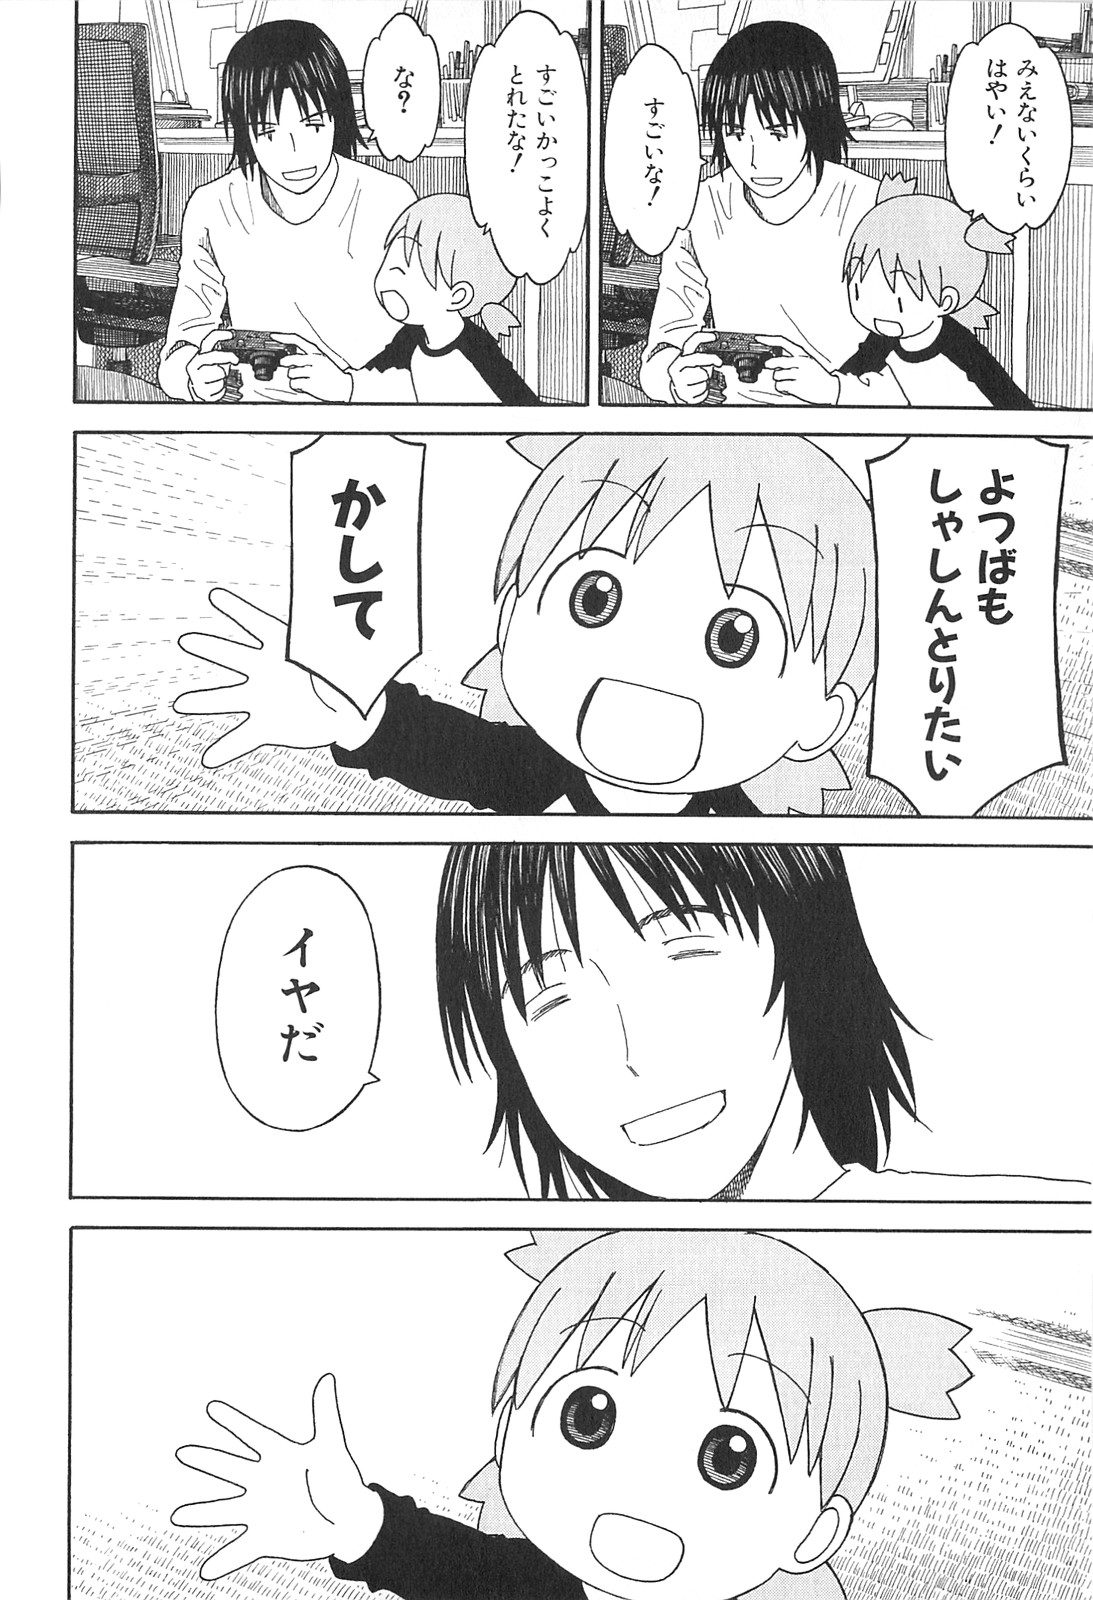 みえないくらい
はやい！
すごいな！
すごいかっこよく
とれたな！
な？
よつばも
しゃしんとりたい
かして
イヤだ